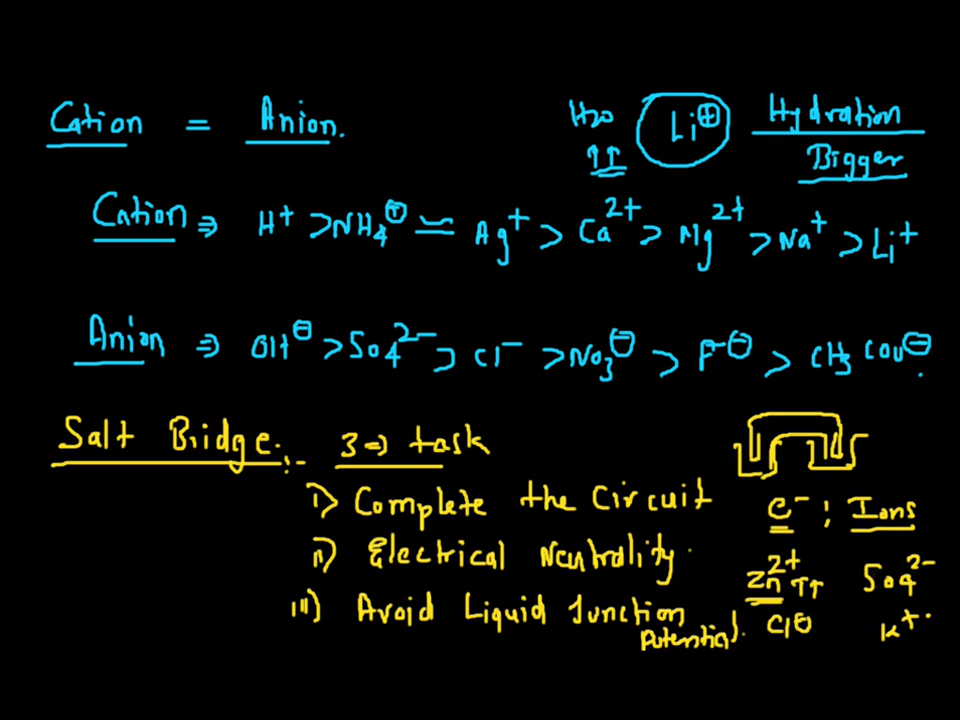 Cation = Anion. H2O Li⊕ Hydration
↑↑ Bigger
Cation ⇒ H+ > NH4⊕ ≃ Ag+ > Ca2+ > Mg2+ > Na+ > Li+
Anion ⇒ OH⊖ > SO4 2− > Cl− > NO3⊖ > F⊖ > CH3COO⊖.
Salt Bridge :- 3 ⇒ task
i) Complete the Circuit
e− ; Ions
ii) Electrical Neutrality.
Zn2+ ↑↑ SO4 2−
iii) Avoid Liquid Junction Potential.
Cl⊖ K+.